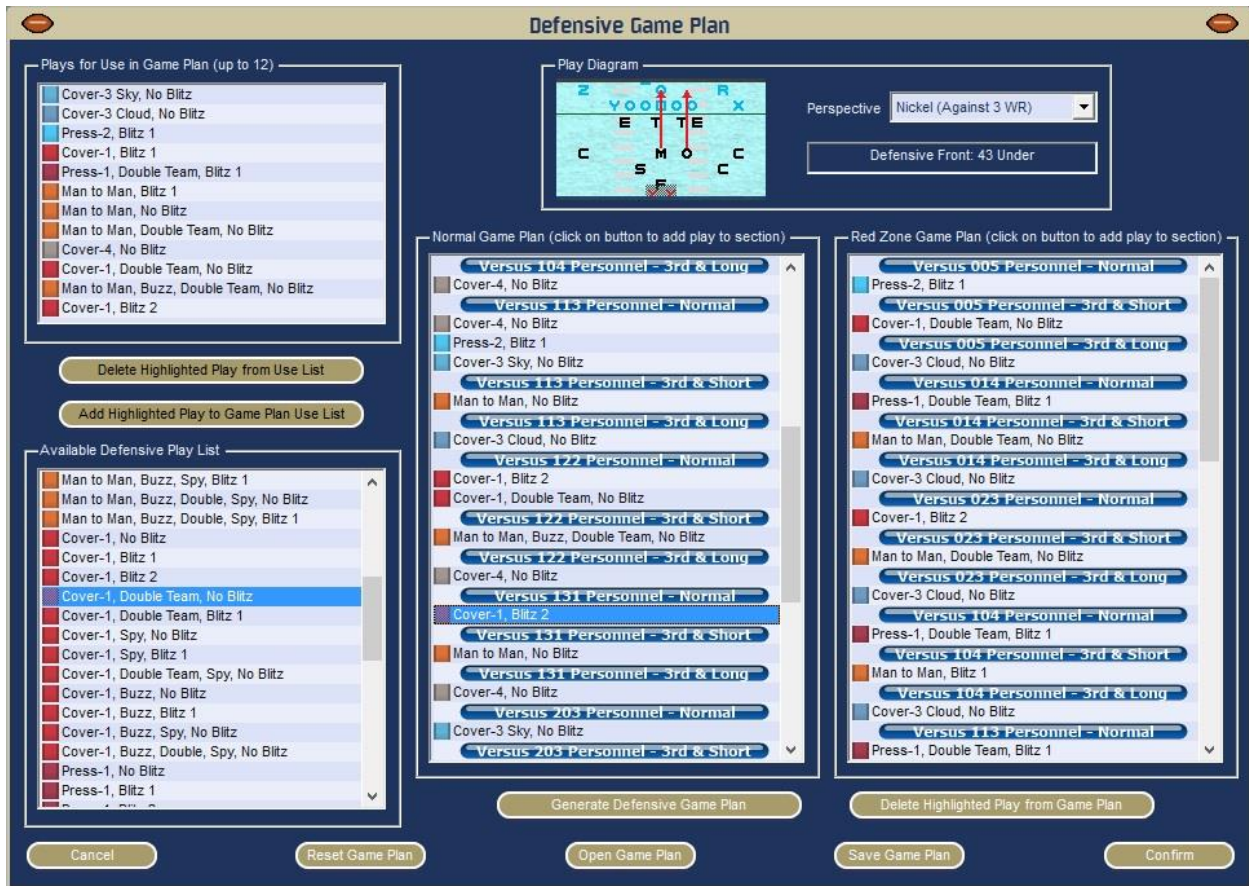 Defensive Game Plan
Plays for Use in Game Plan (up to 12)
Cover-3 Sky, No Blitz
Cover-3 Cloud, No Blitz
Press-2, Blitz 1
Cover-1, Blitz 1
Press-1, Double Team, Blitz 1
Man to Man, Blitz 1
Man to Man, No Blitz
Man to Man, Double Team, No Blitz
Cover-4, No Blitz
Cover-1, Double Team, No Blitz
Man to Man, Buzz, Double Team, No Blitz
Cover-1, Blitz 2
Delete Highlighted Play from Use List
Add Highlighted Play to Game Plan Use List
Available Defensive Play List
Man to Man, Buzz, Spy, Blitz 1
Man to Man, Buzz, Double, Spy, No Blitz
Man to Man, Buzz, Double, Spy, Blitz 1
Cover-1, No Blitz
Cover-1, Blitz 1
Cover-1, Blitz 2
Cover-1, Double Team, No Blitz
Cover-1, Double Team, Blitz 1
Cover-1, Spy, No Blitz
Cover-1, Spy, Blitz 1
Cover-1, Double Team, Spy, No Blitz
Cover-1, Buzz, No Blitz
Cover-1, Buzz, Blitz 1
Cover-1, Buzz, Spy, No Blitz
Cover-1, Buzz, Double, Spy, No Blitz
Press-1, No Blitz
Press-1, Blitz 1
Play Diagram
Z R
Y O O O O X
E T T E
C M O C
S C
F
Perspective Nickel (Against 3 WR)
Defensive Front: 43 Under
Normal Game Plan (click on button to add play to section)
Versus 104 Personnel - 3rd & Long
Cover-4, No Blitz
Versus 113 Personnel - Normal
Cover-4, No Blitz
Press-2, Blitz 1
Cover-3 Sky, No Blitz
Versus 113 Personnel - 3rd & Short
Man to Man, No Blitz
Versus 113 Personnel - 3rd & Long
Cover-3 Cloud, No Blitz
Versus 122 Personnel - Normal
Cover-1, Blitz 2
Cover-1, Double Team, No Blitz
Versus 122 Personnel - 3rd & Short
Man to Man, Buzz, Double Team, No Blitz
Versus 122 Personnel - 3rd & Long
Cover-4, No Blitz
Versus 131 Personnel - Normal
Cover-1, Blitz 2
Versus 131 Personnel - 3rd & Short
Man to Man, No Blitz
Versus 131 Personnel - 3rd & Long
Cover-4, No Blitz
Versus 203 Personnel - Normal
Cover-3 Sky, No Blitz
Versus 203 Personnel - 3rd & Short
Red Zone Game Plan (click on button to add play to section)
Versus 005 Personnel - Normal
Press-2, Blitz 1
Versus 005 Personnel - 3rd & Short
Cover-1, Double Team, No Blitz
Versus 005 Personnel - 3rd & Long
Cover-3 Cloud, No Blitz
Versus 014 Personnel - Normal
Press-1, Double Team, Blitz 1
Versus 014 Personnel - 3rd & Short
Man to Man, Double Team, No Blitz
Versus 014 Personnel - 3rd & Long
Cover-3 Cloud, No Blitz
Versus 023 Personnel - Normal
Cover-1, Blitz 2
Versus 023 Personnel - 3rd & Short
Man to Man, Double Team, No Blitz
Versus 023 Personnel - 3rd & Long
Cover-3 Cloud, No Blitz
Versus 104 Personnel - Normal
Press-1, Double Team, Blitz 1
Versus 104 Personnel - 3rd & Short
Man to Man, Blitz 1
Versus 104 Personnel - 3rd & Long
Cover-3 Cloud, No Blitz
Versus 113 Personnel - Normal
Press-1, Double Team, Blitz 1
Generate Defensive Game Plan
Delete Highlighted Play from Game Plan
Cancel
Reset Game Plan
Open Game Plan
Save Game Plan
Confirm